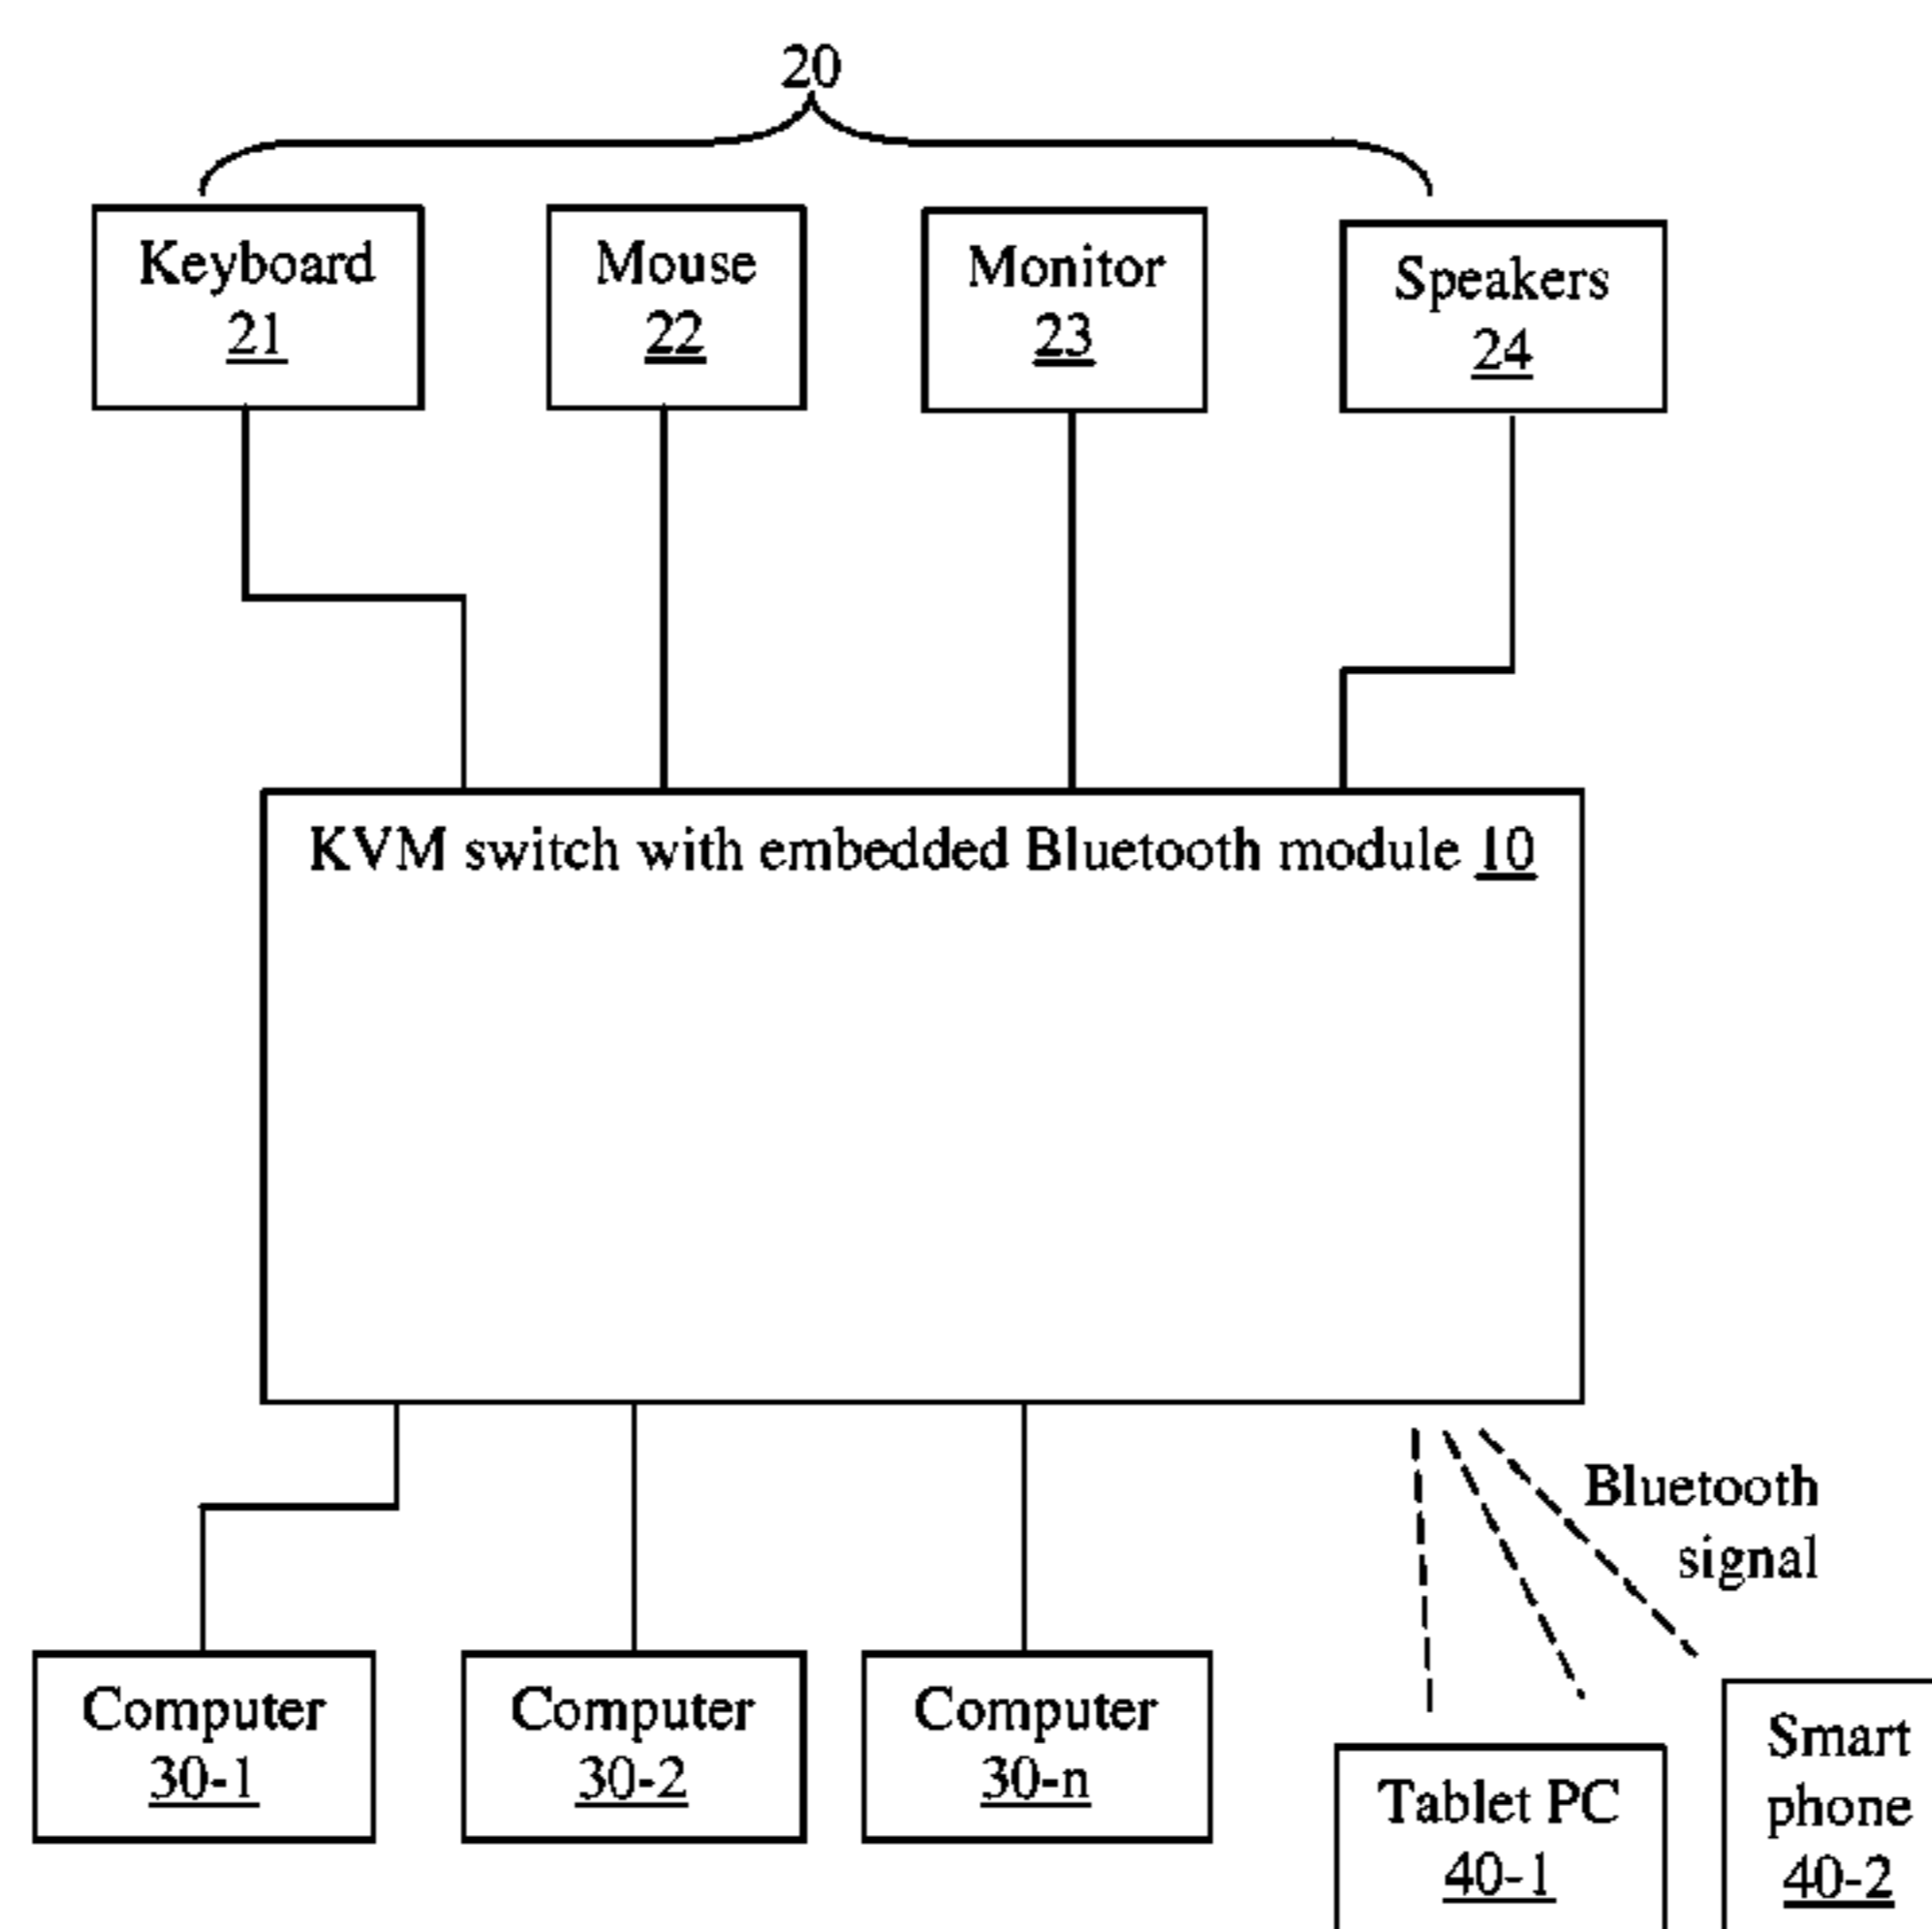 20
Keyboard
21
Mouse
22
Monitor
23
Speakers
24
KVM switch with embedded Bluetooth module 10
Bluetooth
signal
Computer
30-1
Computer
30-2
Computer
30-n
Tablet PC
40-1
Smart
phone
40-2